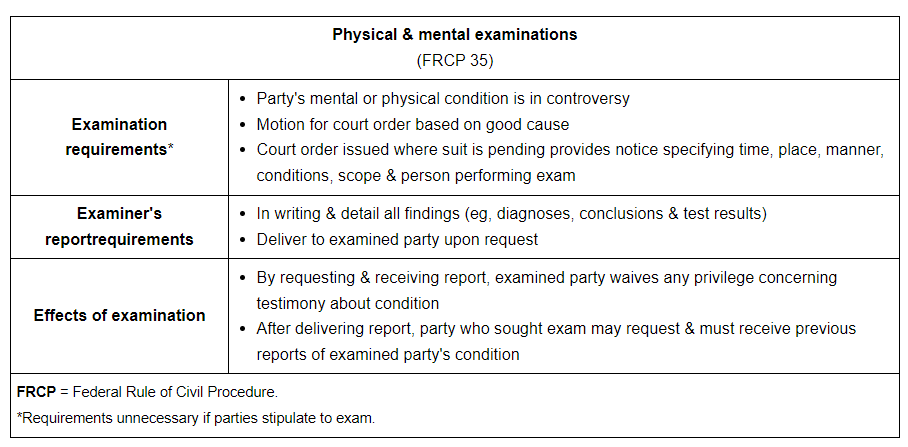 Physical & mental examinations
(FRCP 35)
Examination
requirements*
• Party's mental or physical condition is in controversy
• Motion for court order based on good cause
• Court order issued where suit is pending provides notice specifying time, place, manner,
conditions, scope & person performing exam
Examiner's
reportrequirements
• In writing & detail all findings (eg, diagnoses, conclusions & test results)
• Deliver to examined party upon request
Effects of examination
• By requesting & receiving report, examined party waives any privilege concerning
testimony about condition
• After delivering report, party who sought exam may request & must receive previous
reports of examined party's condition
FRCP = Federal Rule of Civil Procedure.
*Requirements unnecessary if parties stipulate to exam.